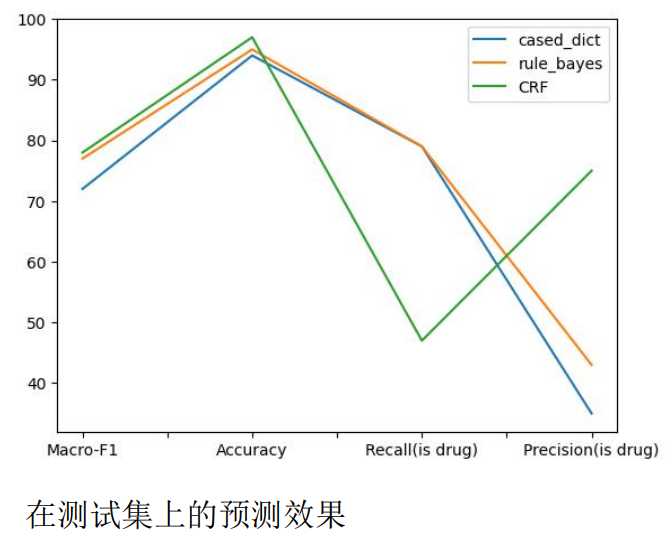 100
90
80
70
60
50
40
cased_dict
rule_bayes
CRF
Macro-F1 Accuracy Recall(is drug) Precision(is drug)
在测试集上的预测效果